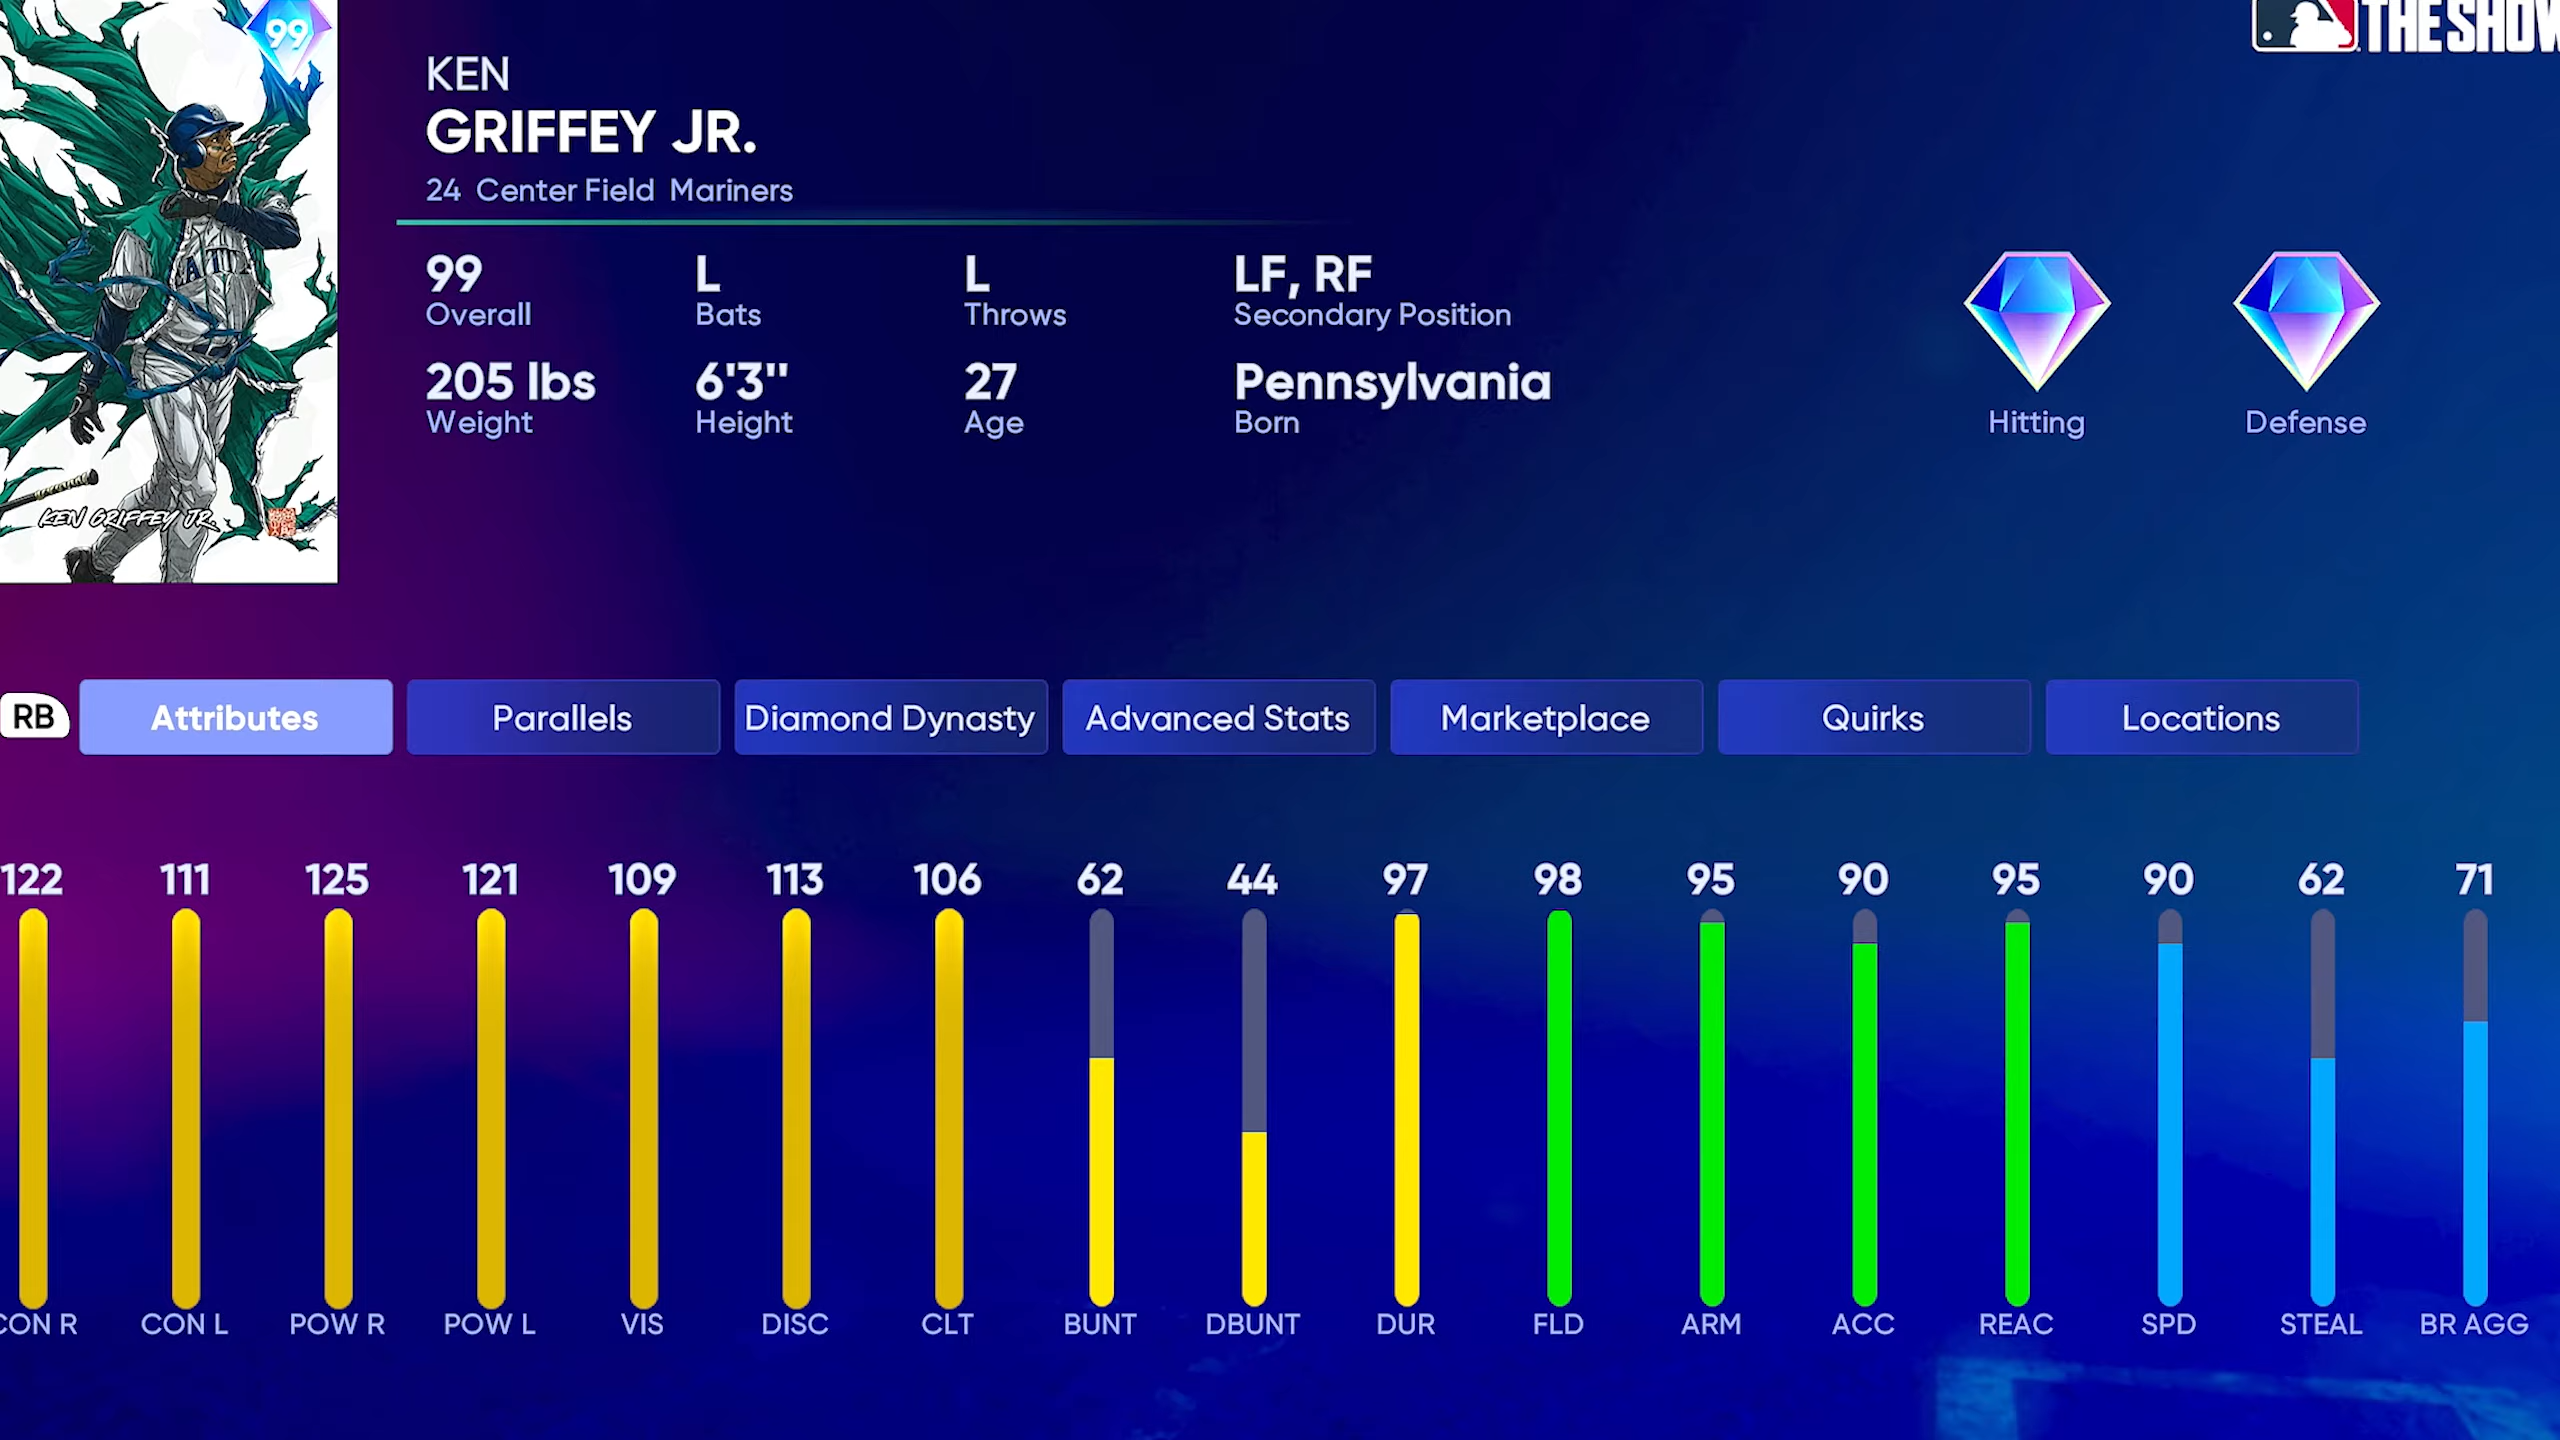 99
THE SHOW
KEN
GRIFFEY JR.
24 Center Field Mariners
99 L L LF, RF
Overall Bats Throws Secondary Position
205 lbs 6'3" 27 Pennsylvania
Weight Height Age Born
Hitting Defense
KEN GRIFFEY JR.
RB Attributes Parallels Diamond Dynasty Advanced Stats Marketplace Quirks Locations
122 111 125 121 109 113 106 62 44 97 98 95 90 95 90 62 71
CON R CON L POW R POW L VIS DISC CLT BUNT DBUNT DUR FLD ARM ACC REAC SPD STEAL BR AGG